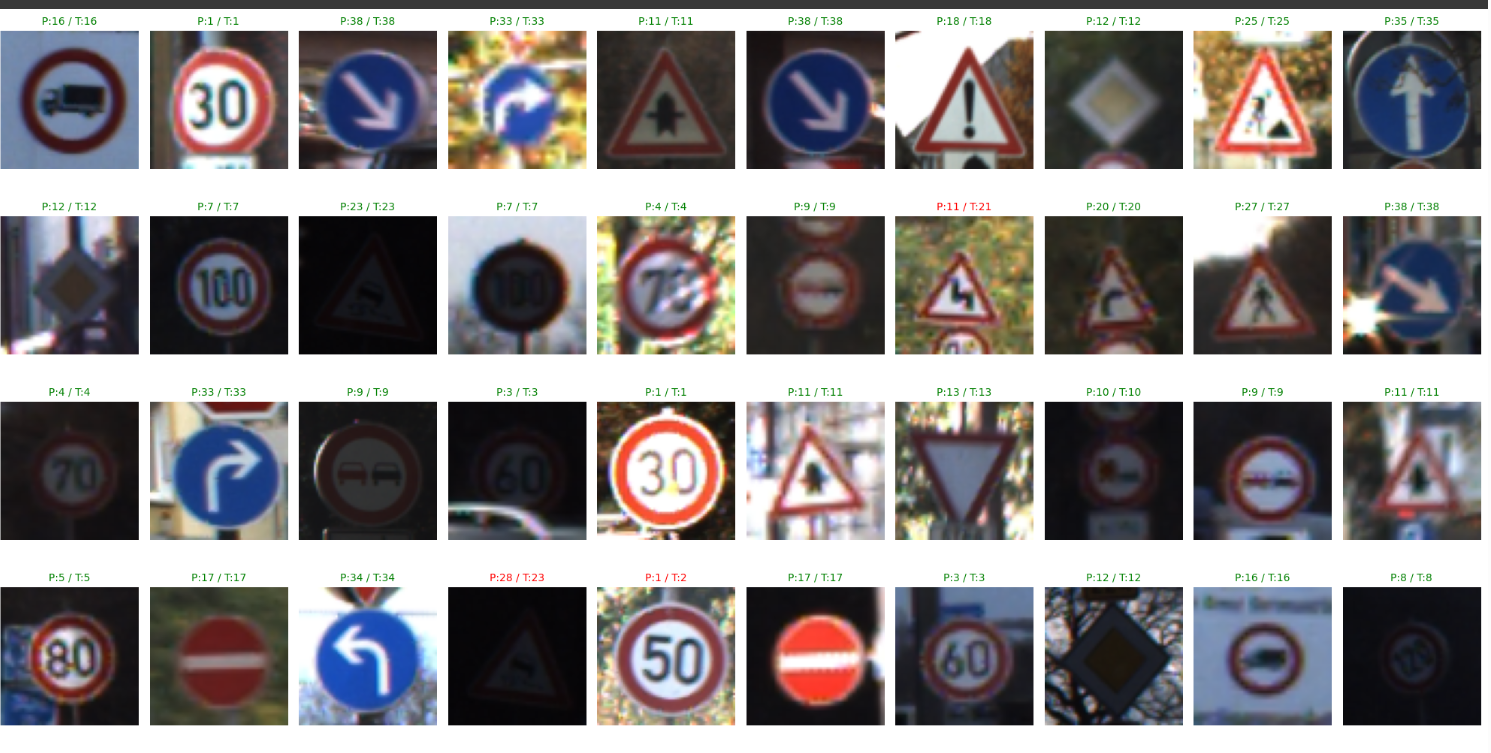 P:16 / T:16 P:1 / T:1 P:38 / T:38 P:33 / T:33 P:11 / T:11 P:38 / T:38 P:18 / T:18 P:12 / T:12 P:25 / T:25 P:35 / T:35
30
P:12 / T:12 P:7 / T:7 P:23 / T:23 P:7 / T:7 P:4 / T:4 P:9 / T:9 P:11 / T:21 P:20 / T:20 P:27 / T:27 P:38 / T:38
100 100 70
P:4 / T:4 P:33 / T:33 P:9 / T:9 P:3 / T:3 P:1 / T:1 P:11 / T:11 P:13 / T:13 P:10 / T:10 P:9 / T:9 P:11 / T:11
70 60 30
P:5 / T:5 P:17 / T:17 P:34 / T:34 P:28 / T:23 P:1 / T:2 P:17 / T:17 P:3 / T:3 P:12 / T:12 P:16 / T:16 P:8 / T:8
80 50 60 120